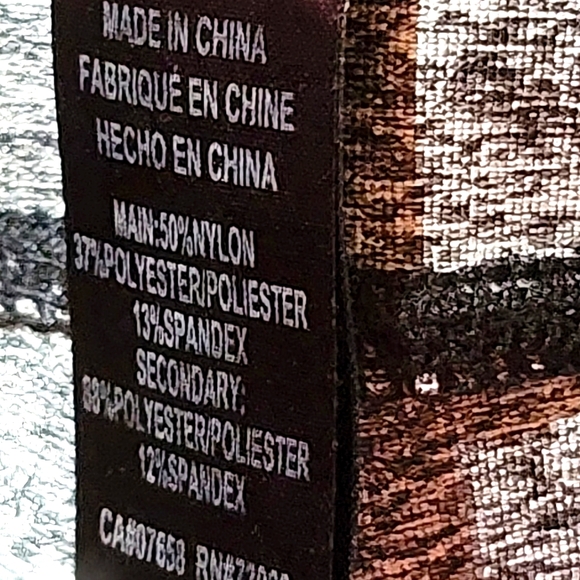 MADE IN CHINA
FABRIQUÉ EN CHINE
HECHO EN CHINA
MAIN:50%NYLON
37%POLYESTER/POLIESTER
13%SPANDEX
SECONDARY:
88%POLYESTER/POLIESTER
12%SPANDEX
CA#07658